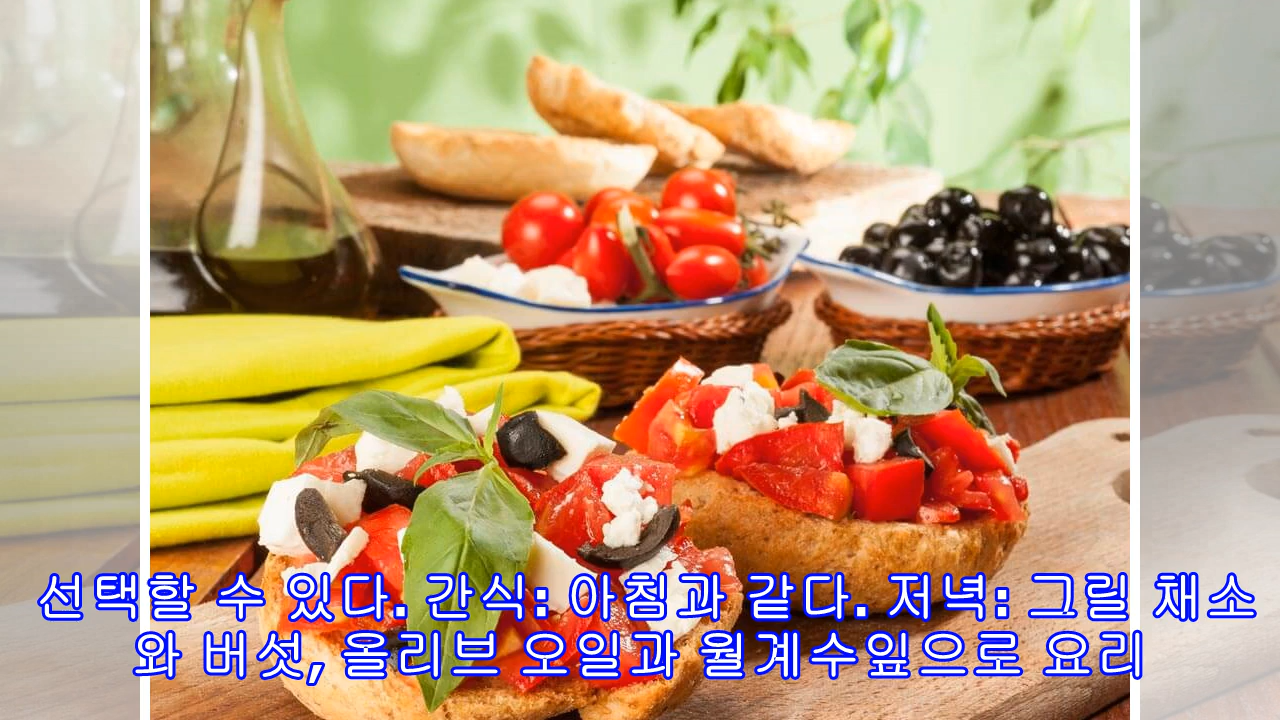 선택할 수 있다. 간식: 아침과 같다. 저녁: 그릴 채소
와 버섯, 올리브 오일과 월계수잎으로 요리